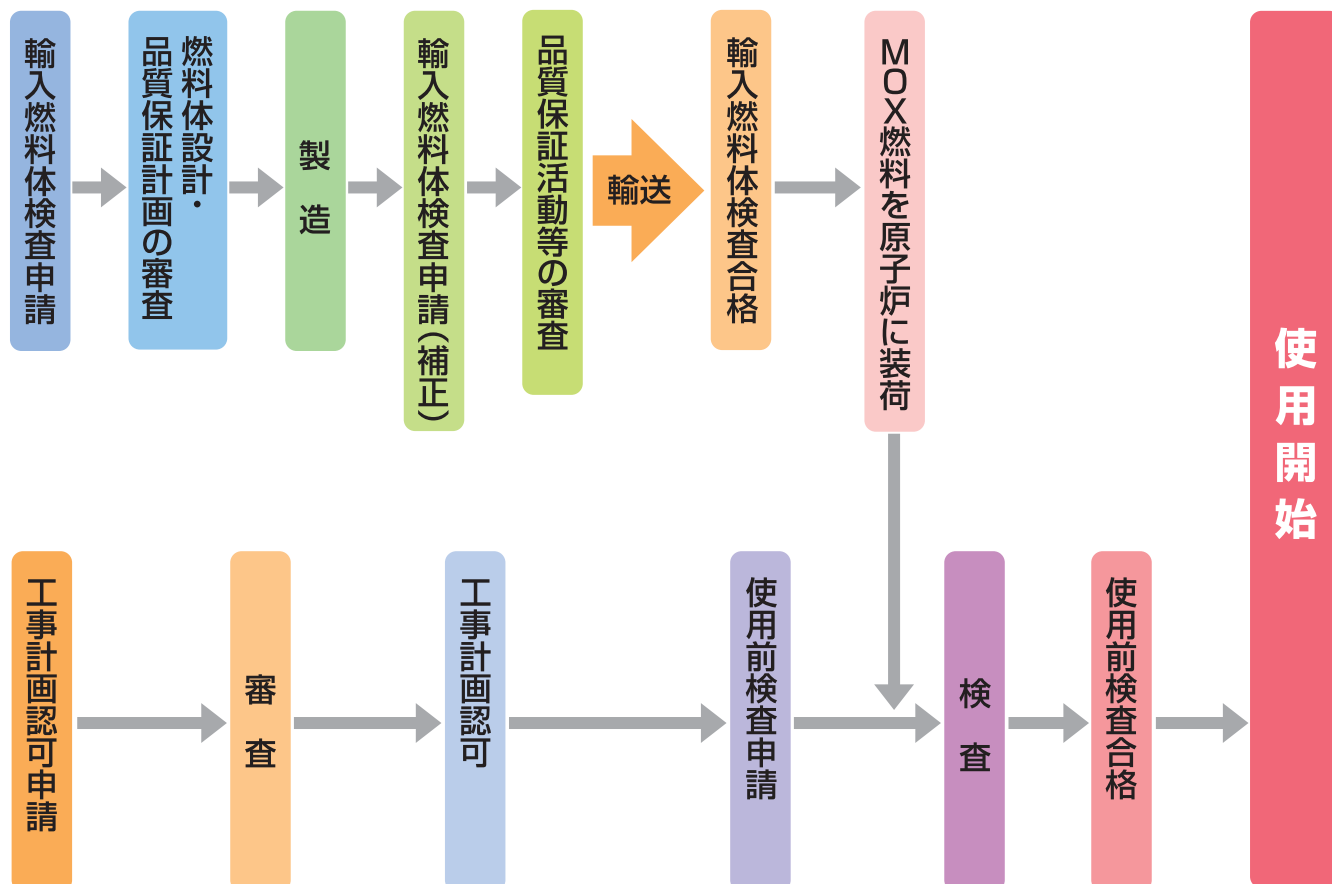 輸入燃料体検査申請
燃料体設計・
品質保証計画の審査
製造
輸入燃料体検査申請（補正）
品質保証活動等の審査
輸送
輸入燃料体検査合格
MOX燃料を原子炉に装荷
工事計画認可申請
審査
工事計画認可
使用前検査申請
検査
使用前検査合格
使用開始